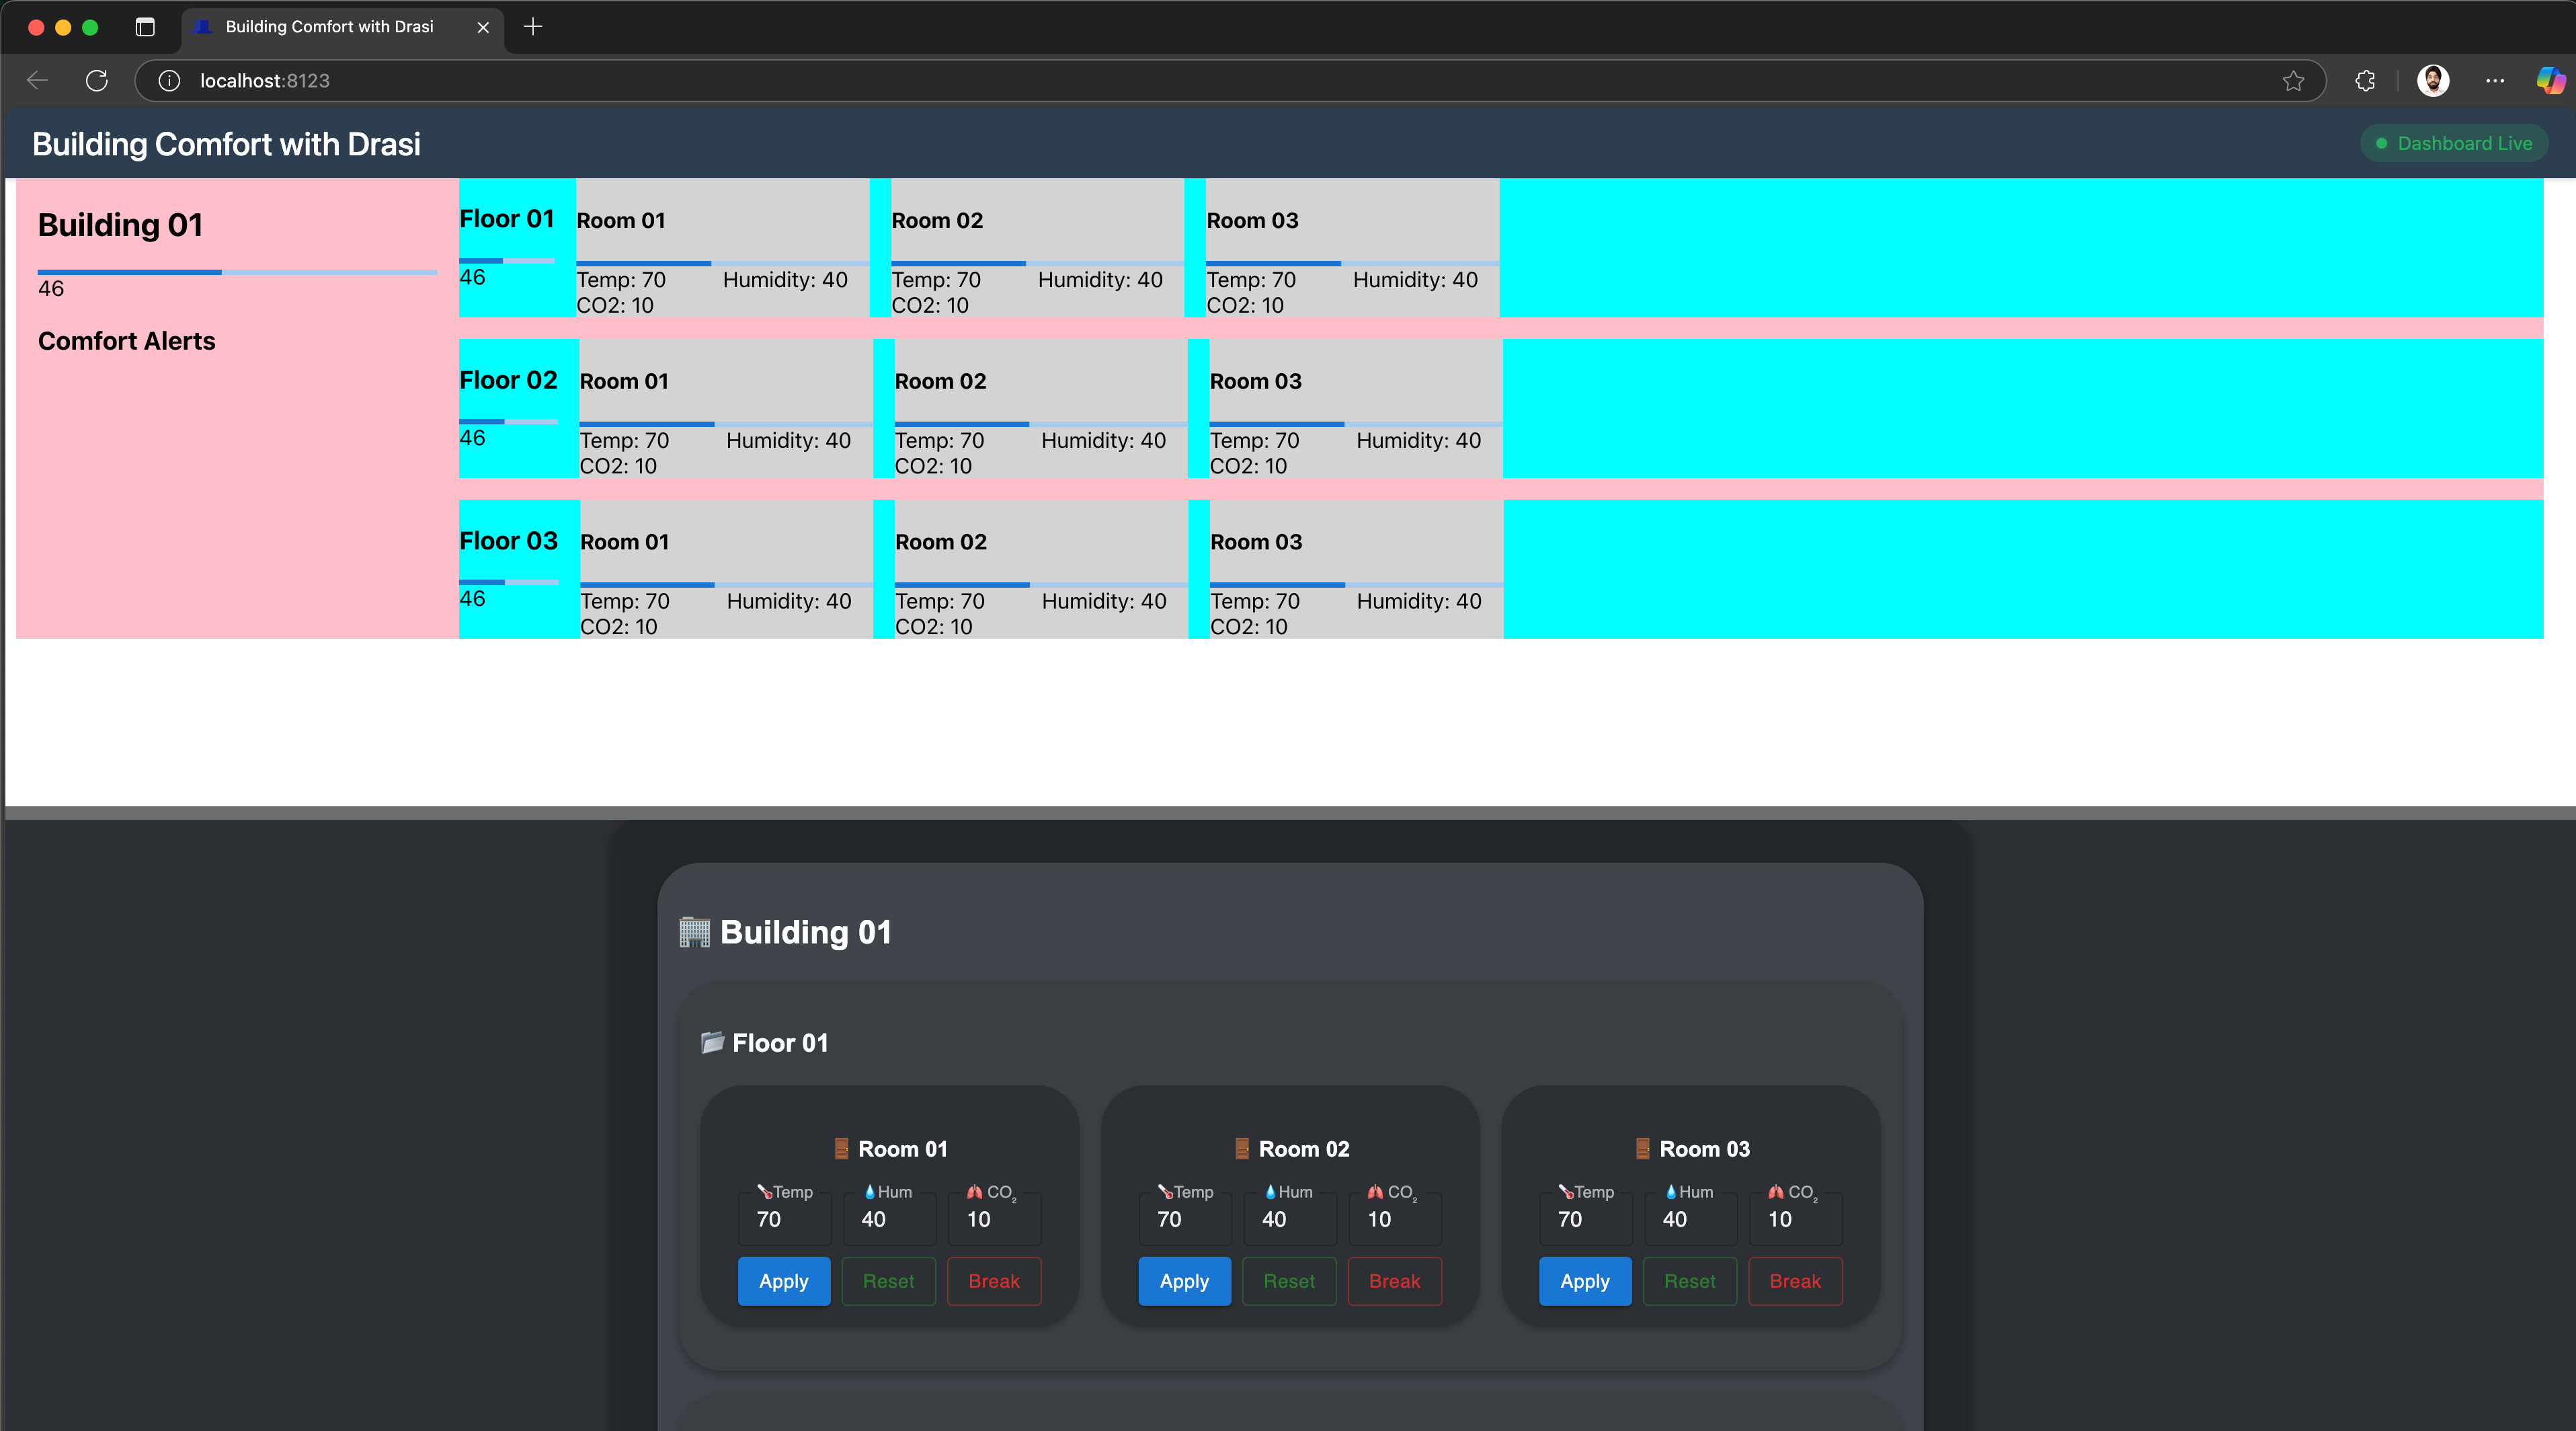 Building Comfort with Drasi
localhost:8123
Building Comfort with Drasi
Dashboard Live
Building 01
46
Comfort Alerts
Floor 01
46
Room 01
Temp: 70 Humidity: 40
CO2: 10
Room 02
Temp: 70 Humidity: 40
CO2: 10
Room 03
Temp: 70 Humidity: 40
CO2: 10
Floor 02
46
Room 01
Temp: 70 Humidity: 40
CO2: 10
Room 02
Temp: 70 Humidity: 40
CO2: 10
Room 03
Temp: 70 Humidity: 40
CO2: 10
Floor 03
46
Room 01
Temp: 70 Humidity: 40
CO2: 10
Room 02
Temp: 70 Humidity: 40
CO2: 10
Room 03
Temp: 70 Humidity: 40
CO2: 10
Building 01
Floor 01
Room 01
Temp Hum CO₂
70 40 10
Apply Reset Break
Room 02
Temp Hum CO₂
70 40 10
Apply Reset Break
Room 03
Temp Hum CO₂
70 40 10
Apply Reset Break